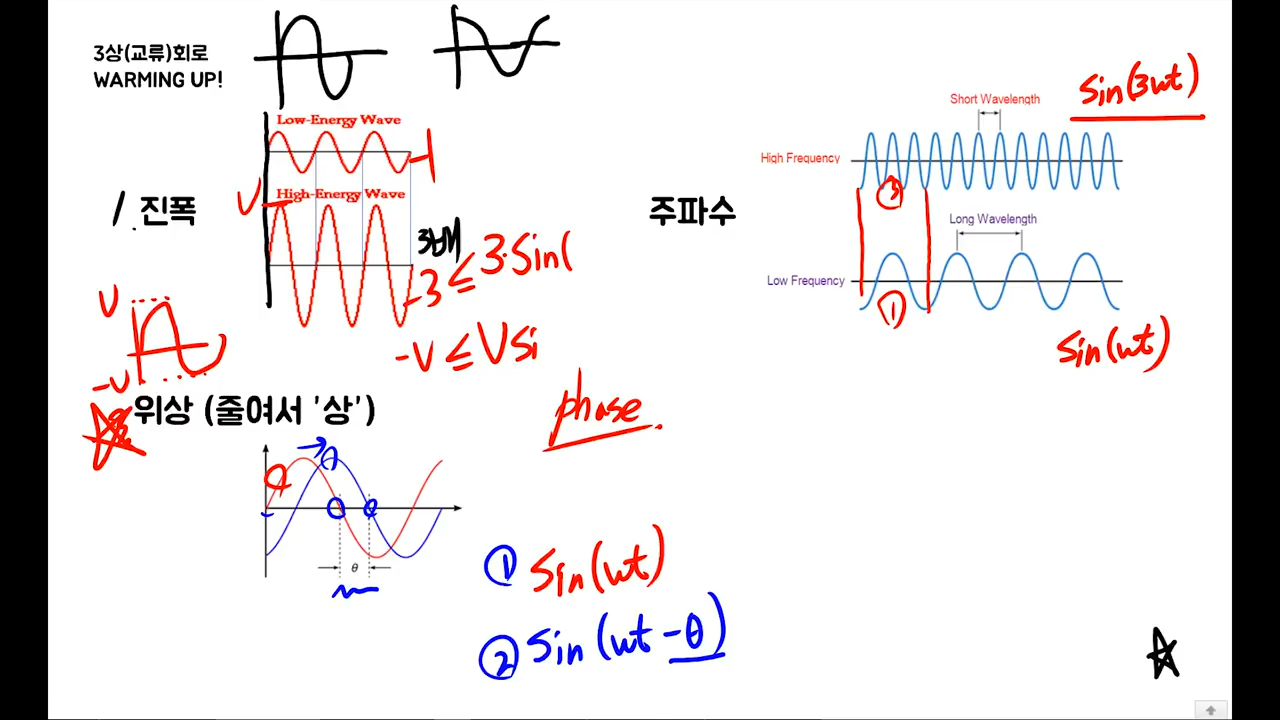 3상(교류)회로
WARMING UP!
Low-Energy Wave
High-Energy Wave
V
1. 진폭
3배
-3 ≤ 3·Sin(
-V ≤ V Si
V
-V
주파수
Sin(3wt)
Short Wavelength
High Frequency
③
Long Wavelength
Low Frequency
①
Sin(wt)
위상 (줄여서 '상')
phase
θ
① Sin(wt)
② Sin(wt - θ)